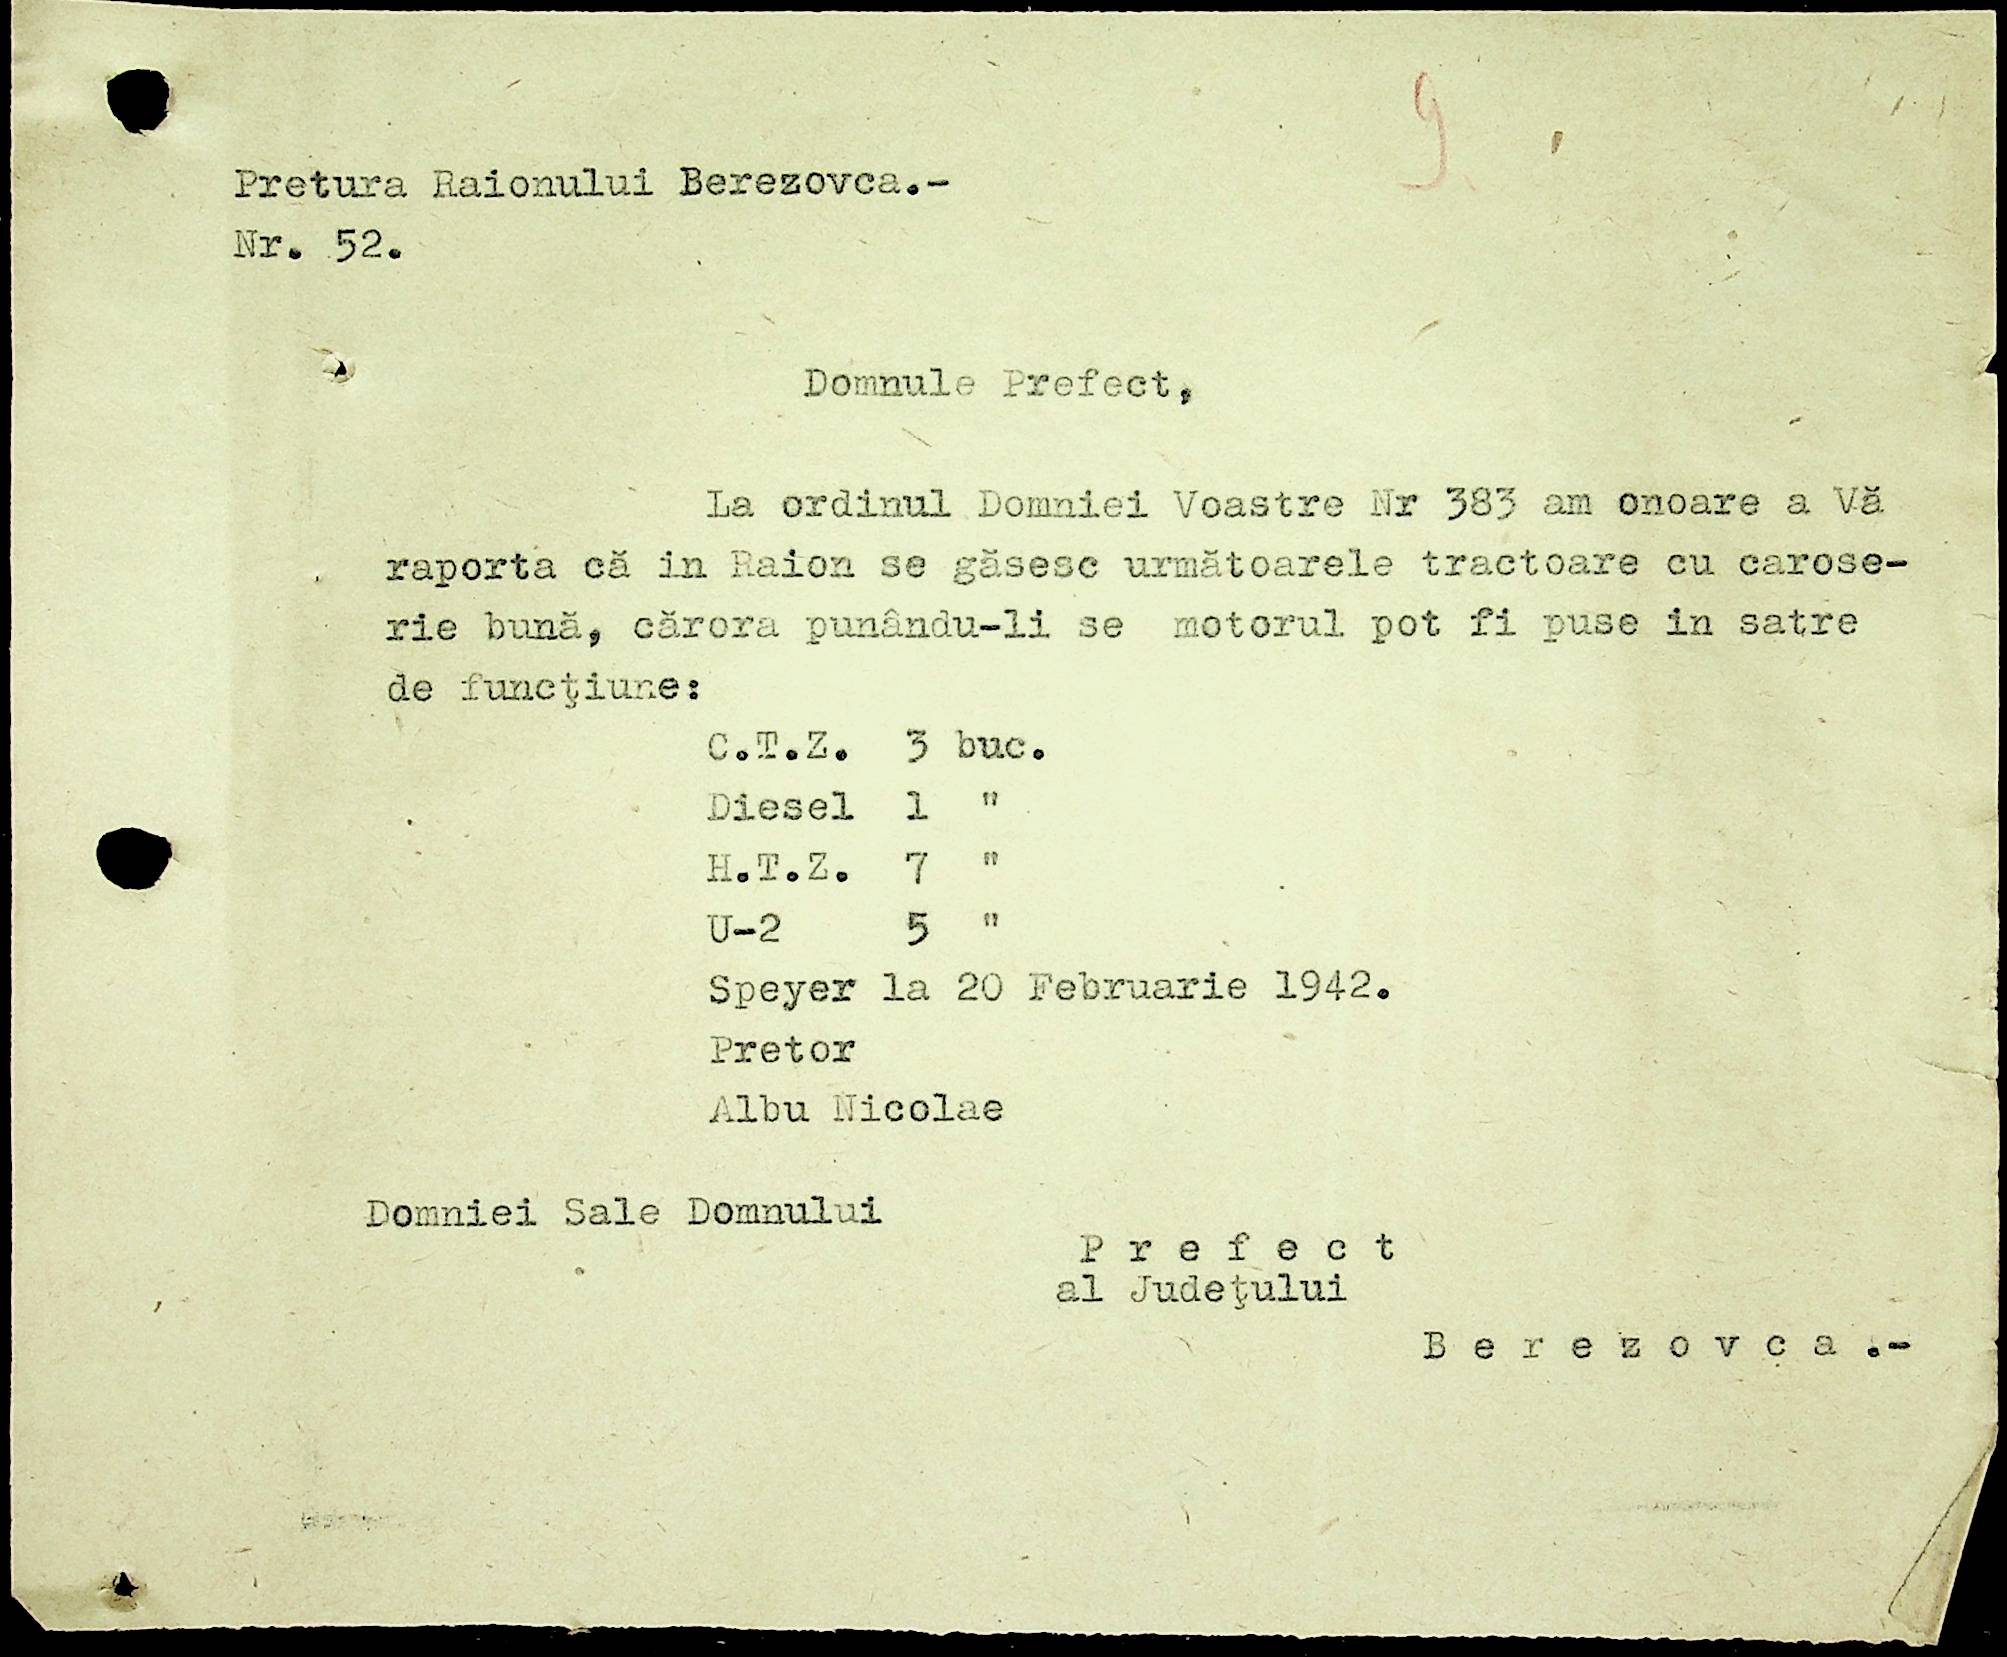 9
Pretura Raionului Berezovca.-
Nr. 52.
Domnule Prefect,
La ordinul Domniei Voastre Nr 383 am onoare a Vă
raporta că in Raion se găsesc următoarele tractoare cu carose-
rie bună, cărora punându-li se motorul pot fi puse in satre
de funcţiune:
C.T.Z. 3 buc.
Diesel 1 "
H.T.Z. 7 "
U-2 5 "
Speyer la 20 Februarie 1942.
Pretor
Albu Nicolae
Domniei Sale Domnului
P r e f e c t
al Judeţului
B e r e z o v c a .-